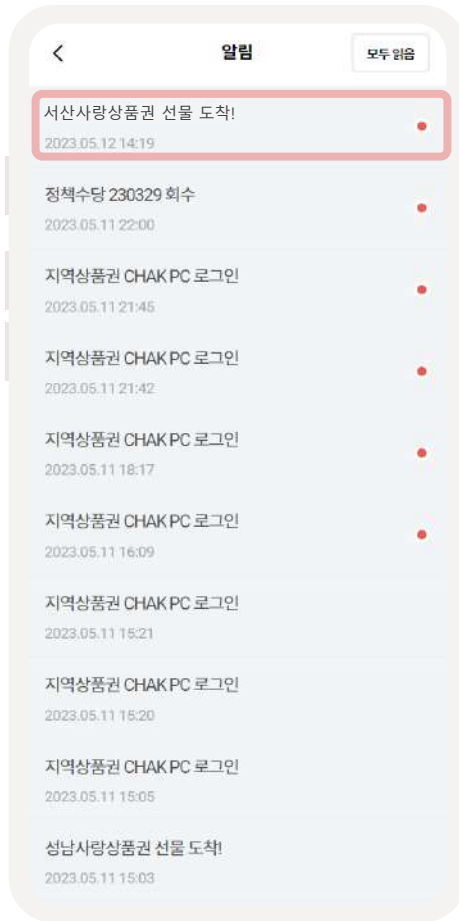 알림
모두 읽음
서산사랑상품권 선물 도착!
2023.05.12 14:19
정책수당 230329 회수
2023.05.11 22:00
지역상품권 CHAK PC 로그인
2023.05.11 21:45
지역상품권 CHAK PC 로그인
2023.05.11 21:42
지역상품권 CHAK PC 로그인
2023.05.11 18:17
지역상품권 CHAK PC 로그인
2023.05.11 16:09
지역상품권 CHAK PC 로그인
2023.05.11 15:21
지역상품권 CHAK PC 로그인
2023.05.11 15:20
지역상품권 CHAK PC 로그인
2023.05.11 15:05
성남사랑상품권 선물 도착!
2023.05.11 15:03